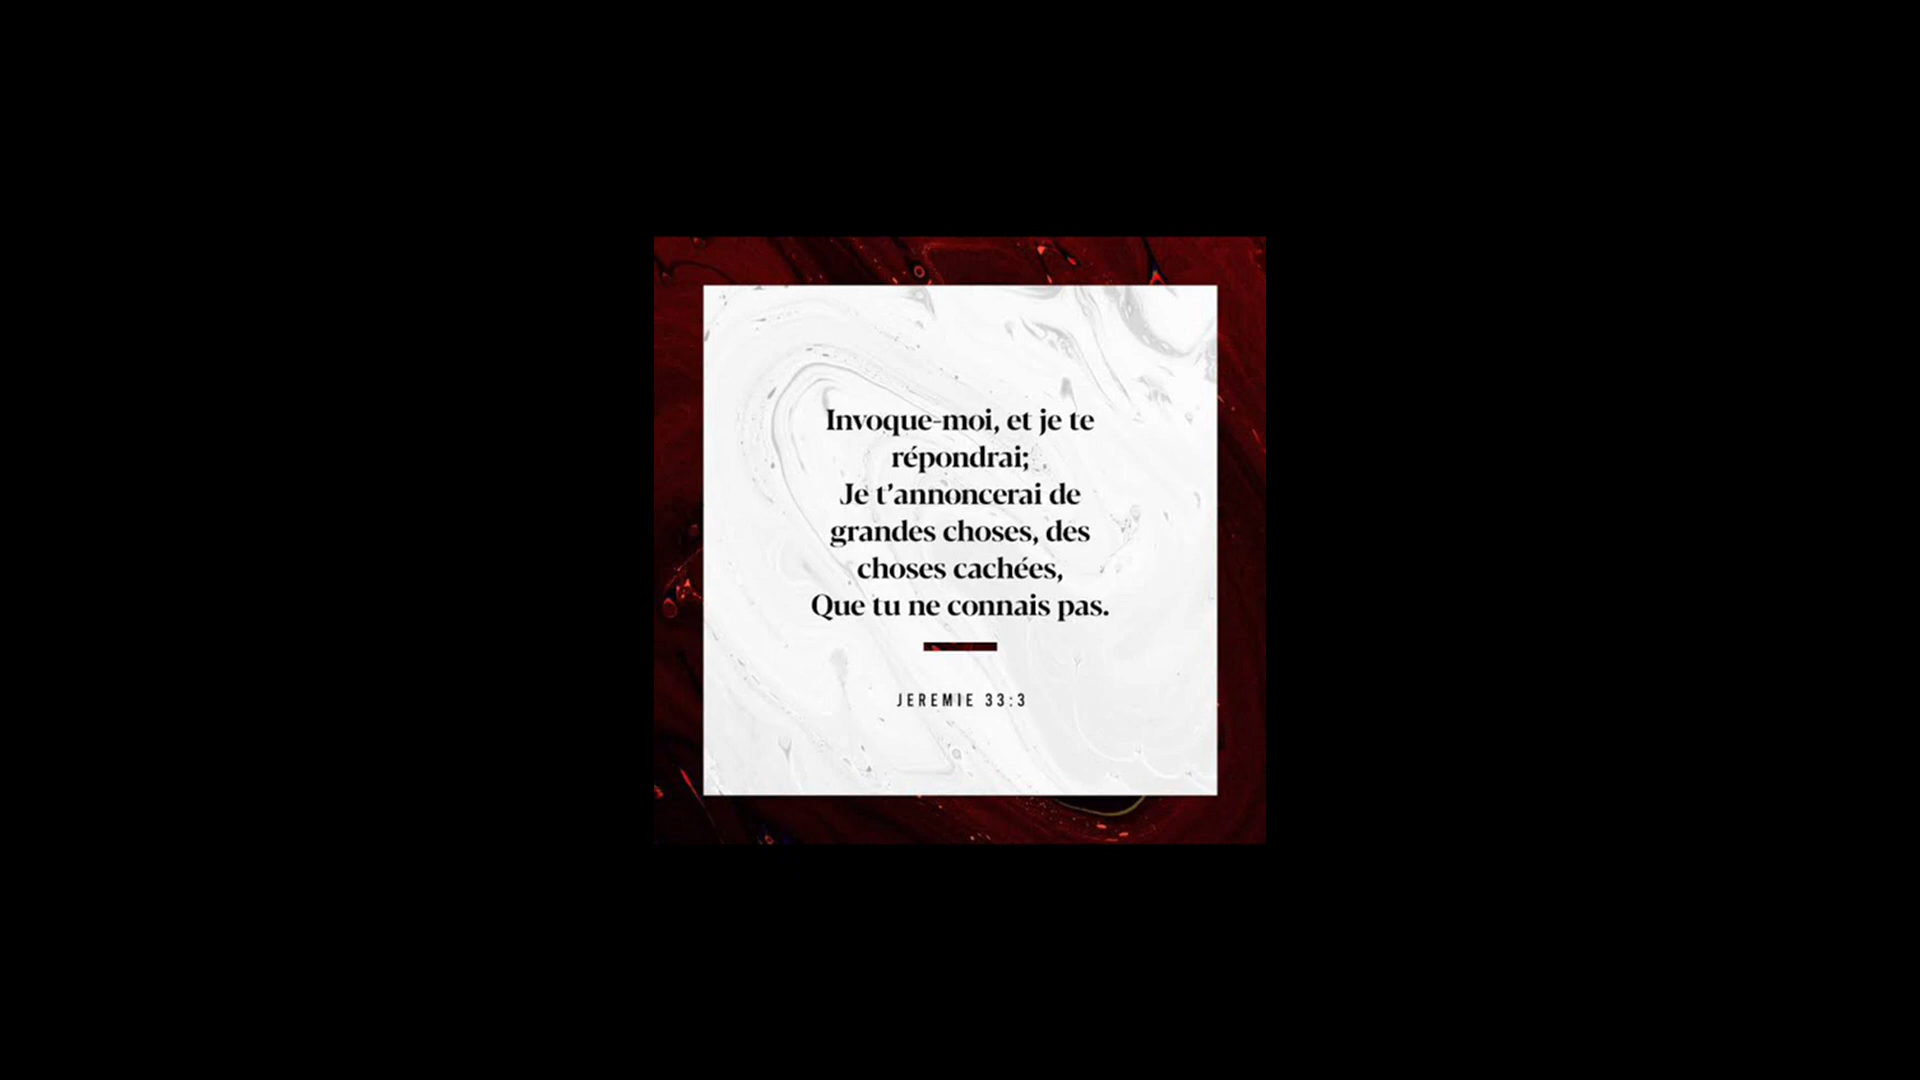 Invoque-moi, et je te
répondrai;
Je t’annoncerai de
grandes choses, des
choses cachées,
Que tu ne connais pas.
JEREMIE 33:3